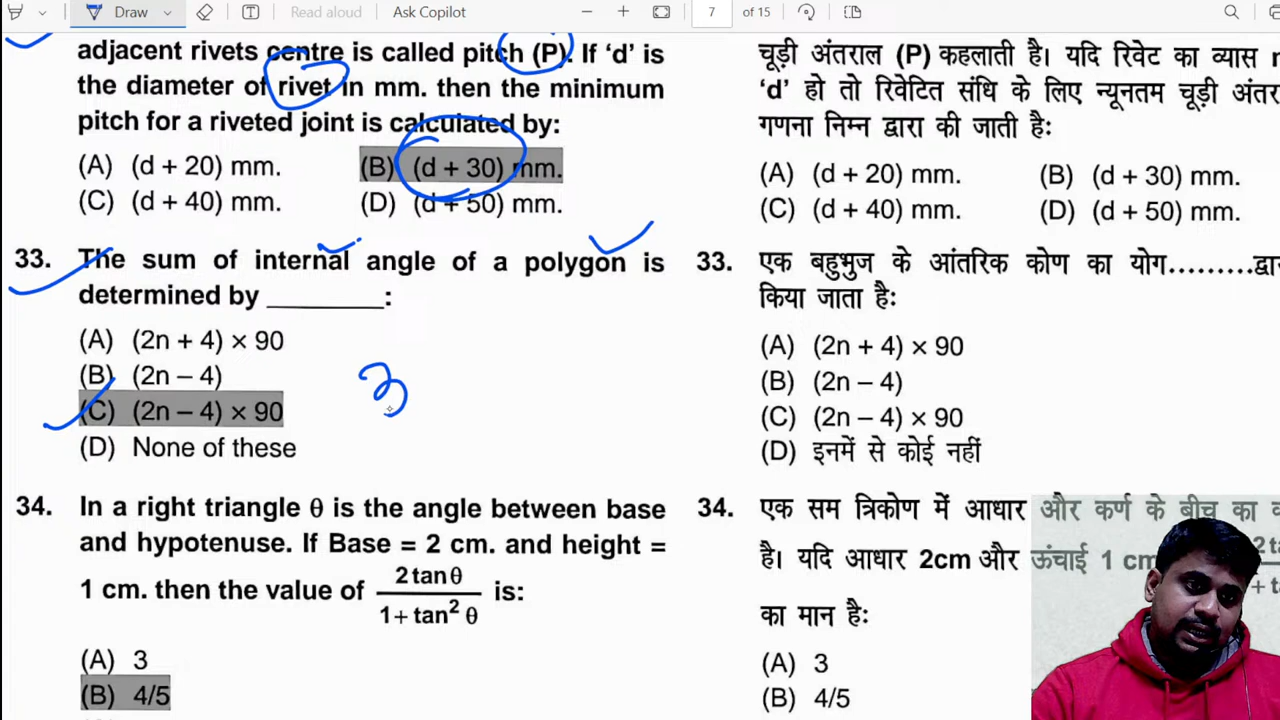 Draw
Read aloud
Ask Copilot
7 of 15
adjacent rivets centre is called pitch (P). If 'd' is
the diameter of rivet in mm. then the minimum
pitch for a riveted joint is calculated by:
(A) (d + 20) mm.
(B) (d + 30) mm.
(C) (d + 40) mm.
(D) (d + 50) mm.
33. The sum of internal angle of a polygon is
determined by ________:
(A) (2n + 4) × 90
(B) (2n – 4)
(C) (2n – 4) × 90
(D) None of these
3
34. In a right triangle θ is the angle between base
and hypotenuse. If Base = 2 cm. and height =
1 cm. then the value of 2tanθ / 1+tan² θ is:
(A) 3
(B) 4/5
चूड़ी अंतराल (P) कहलाती है। यदि रिवेट का व्यास
'd' हो तो रिवेटित संधि के लिए न्यूनतम चूड़ी
गणना निम्न द्वारा की जाती है:
(A) (d + 20) mm.
(B) (d + 30) mm.
(C) (d + 40) mm.
(D) (d + 50) mm.
33. एक बहुभुज के आंतरिक कोण का योग.........
किया जाता है:
(A) (2n + 4) × 90
(B) (2n – 4)
(C) (2n – 4) × 90
(D) इनमें से कोई नहीं
34. एक सम त्रिकोण में आधार और कर्ण के बीच का
है। यदि आधार 2cm और ऊंचाई 1
का मान है:
(A) 3
(B) 4/5